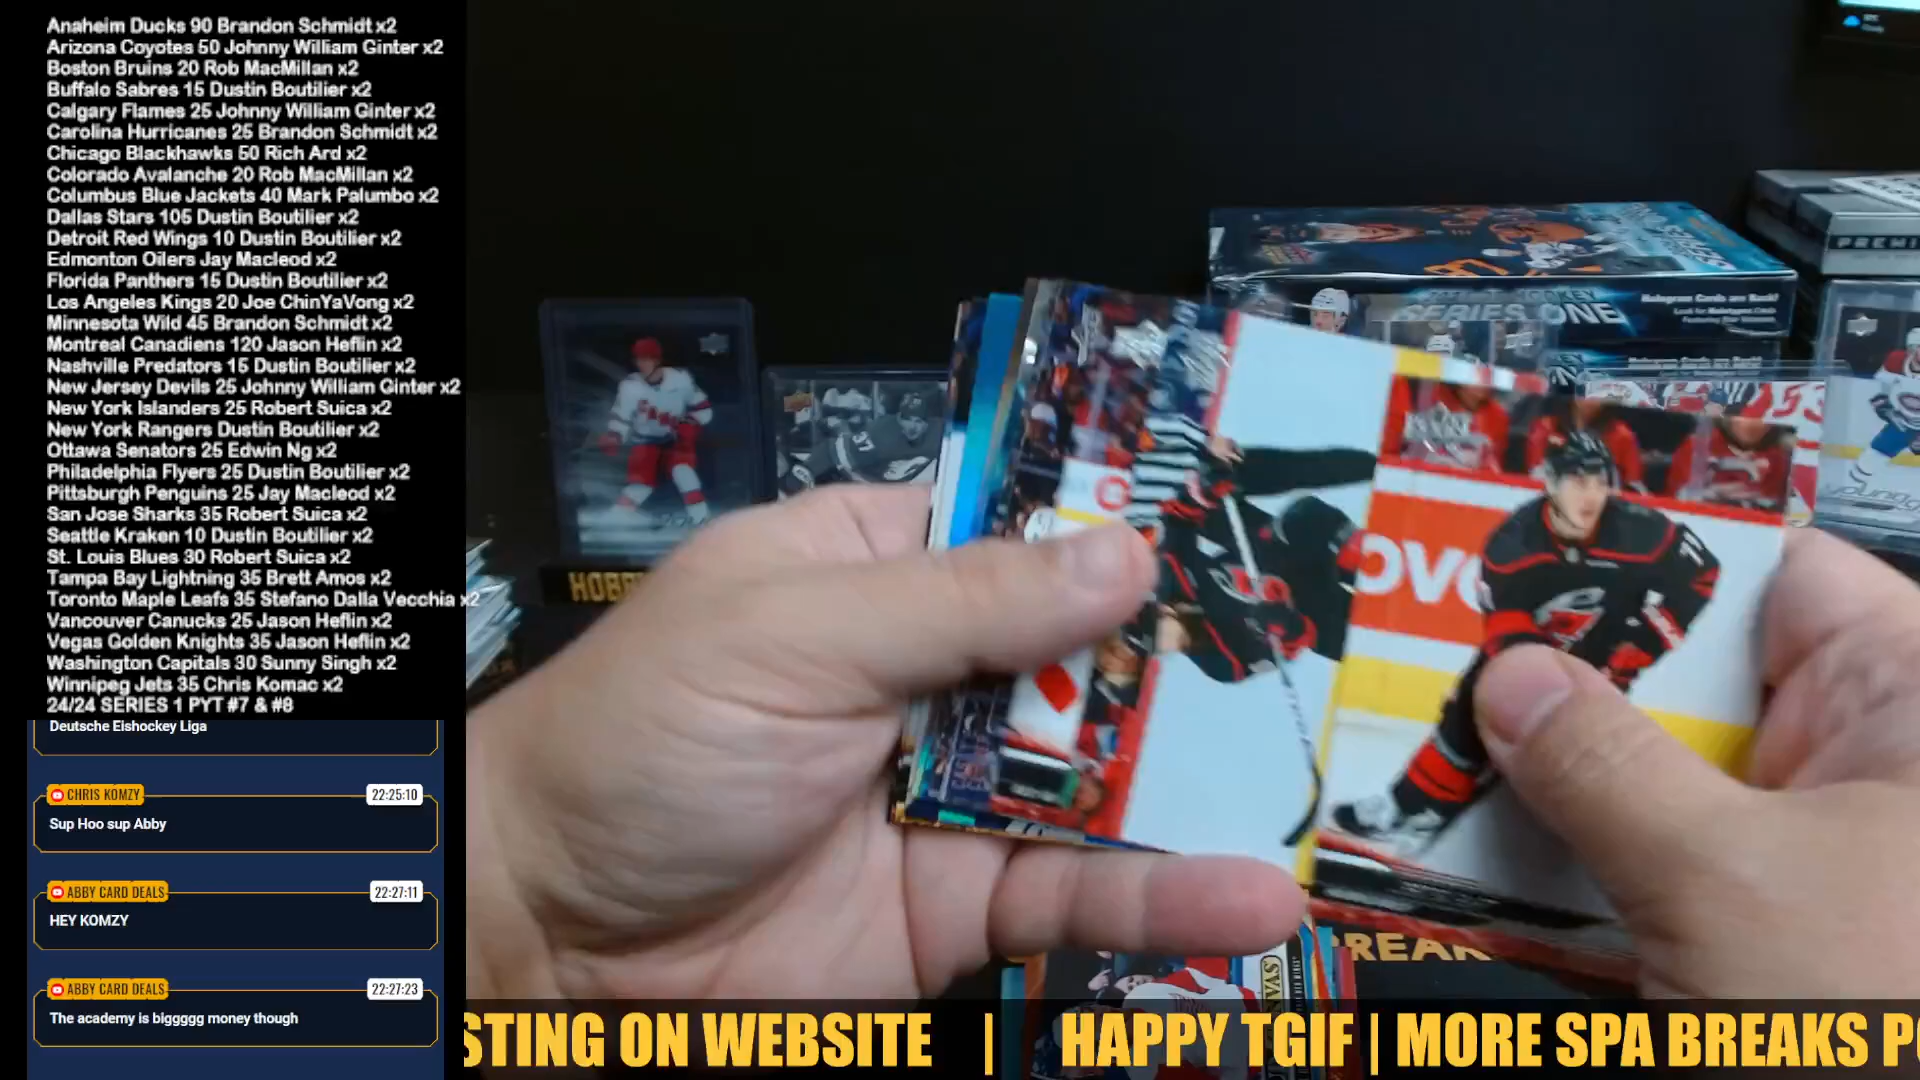 Anaheim Ducks 90 Brandon Schmidt x2
Arizona Coyotes 50 Johnny William Ginter x2
Boston Bruins 20 Rob MacMillan x2
Buffalo Sabres 15 Dustin Boutilier x2
Calgary Flames 25 Johnny William Ginter x2
Carolina Hurricanes 25 Brandon Schmidt x2
Chicago Blackhawks 50 Rich Ard x2
Colorado Avalanche 20 Rob MacMillan x2
Columbus Blue Jackets 40 Mark Palumbo x2
Dallas Stars 105 Dustin Boutilier x2
Detroit Red Wings 10 Dustin Boutilier x2
Edmonton Oilers Jay Macleod x2
Florida Panthers 15 Dustin Boutilier x2
Los Angeles Kings 20 Joe ChinYaVong x2
Minnesota Wild 45 Brandon Schmidt x2
Montreal Canadiens 120 Jason Heflin x2
Nashville Predators 15 Dustin Boutilier x2
New Jersey Devils 25 Johnny William Ginter x2
New York Islanders 25 Robert Suica x2
New York Rangers Dustin Boutilier x2
Ottawa Senators 25 Edwin Ng x2
Philadelphia Flyers 25 Dustin Boutilier x2
Pittsburgh Penguins 25 Jay Macleod x2
San Jose Sharks 35 Robert Suica x2
Seattle Kraken 10 Dustin Boutilier x2
St. Louis Blues 30 Robert Suica x2
Tampa Bay Lightning 35 Brett Amos x2
Toronto Maple Leafs 35 Stefano Dalla Vecchia x2
Vancouver Canucks 25 Jason Heflin x2
Vegas Golden Knights 35 Jason Heflin x2
Washington Capitals 30 Sunny Singh x2
Winnipeg Jets 35 Chris Komac x2
24/24 SERIES 1 PYT #7 & #8
Deutsche Eishockey Liga
CHRIS KOMZY 22:25:10
Sup Hoo sup Abby
ABBY CARD DEALS 22:27:11
HEY KOMZY
ABBY CARD DEALS 22:27:23
The academy is biggggg money though
SERIES ONE
PREMI
HOBB
BREAK
STING ON WEBSITE | HAPPY TGIF | MORE SPA BREAKS P